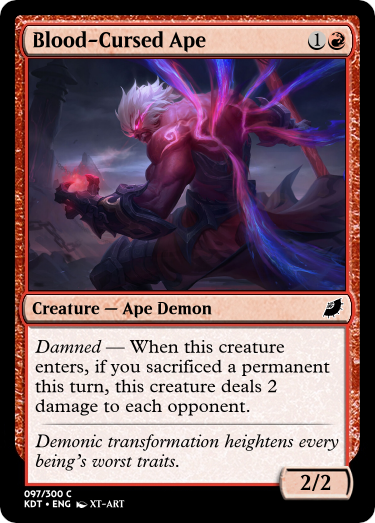 Blood-Cursed Ape 1
Creature — Ape Demon
Damned — When this creature
enters, if you sacrificed a permanent
this turn, this creature deals 2
damage to each opponent.
Demonic transformation heightens every
being's worst traits.
2/2
097/300 C
KDT • ENG XT-ART